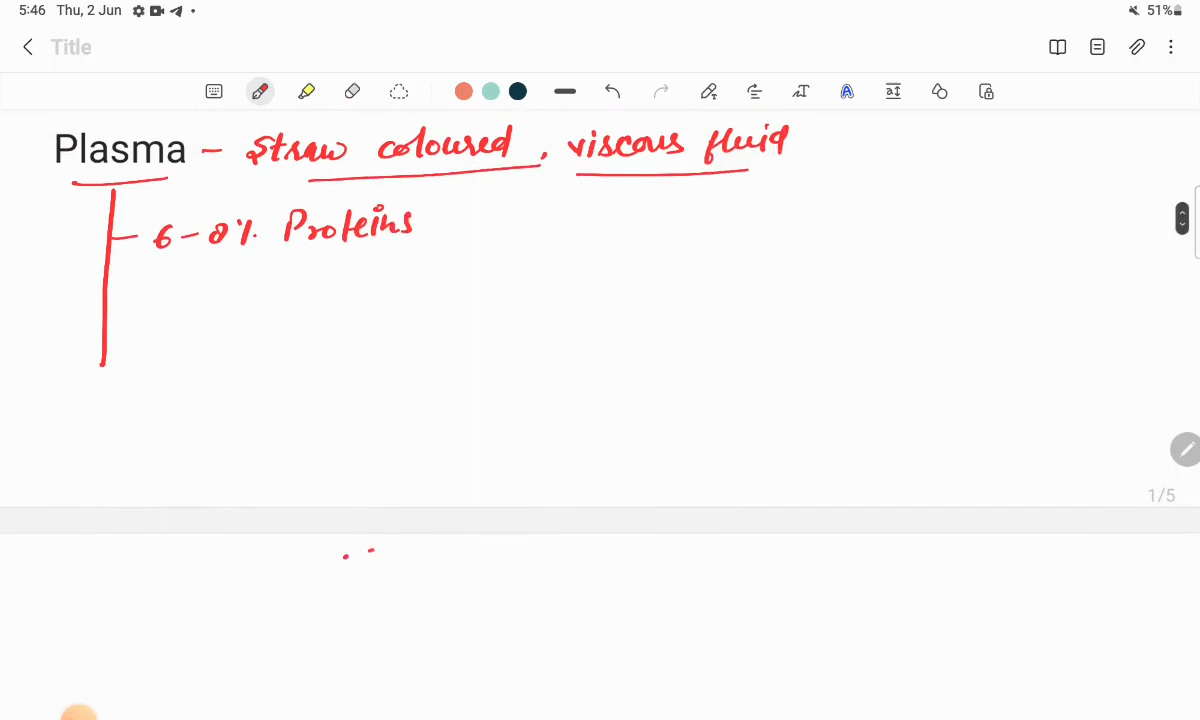 5:46 Thu, 2 Jun
51%
Title
Plasma - straw coloured, viscous fluid
6-8% Proteins
1/5